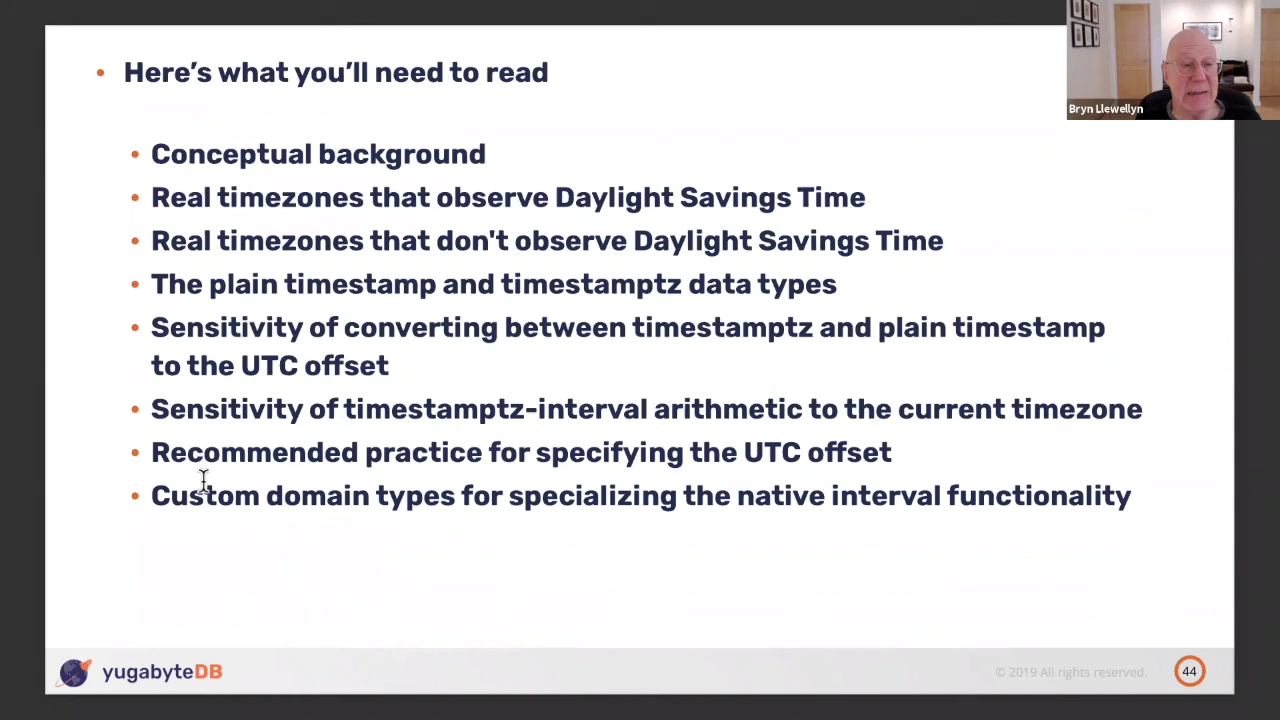 Here's what you'll need to read
Bryn Llewellyn
Conceptual background
Real timezones that observe Daylight Savings Time
Real timezones that don't observe Daylight Savings Time
The plain timestamp and timestamptz data types
Sensitivity of converting between timestamptz and plain timestamp
to the UTC offset
Sensitivity of timestamptz-interval arithmetic to the current timezone
Recommended practice for specifying the UTC offset
Custom domain types for specializing the native interval functionality
yugabyteDB
© 2019 All rights reserved.
44